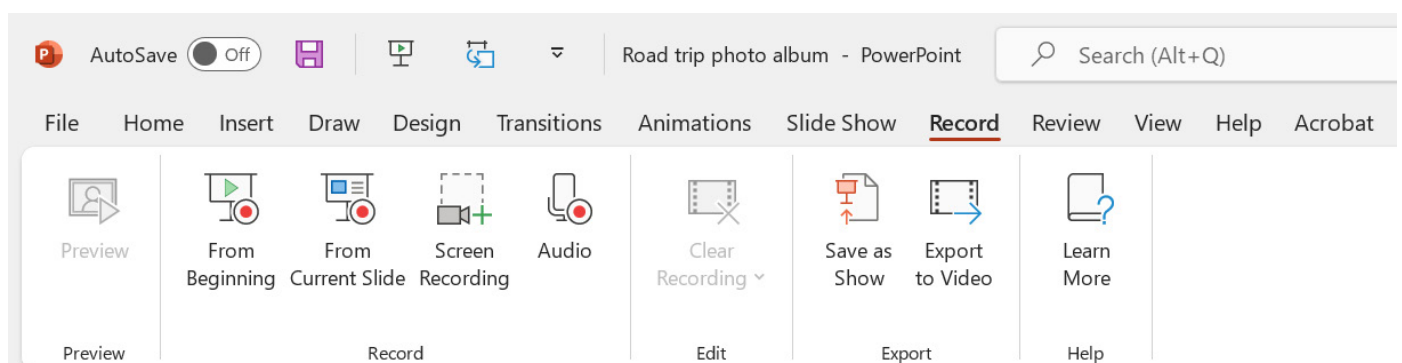 P AutoSave Off Road trip photo album - PowerPoint Search (Alt+Q)
File Home Insert Draw Design Transitions Animations Slide Show Record Review View Help Acrobat
Preview From Beginning From Current Slide Screen Recording Audio Clear Recording Save as Show Export to Video Learn More
Preview Record Edit Export Help